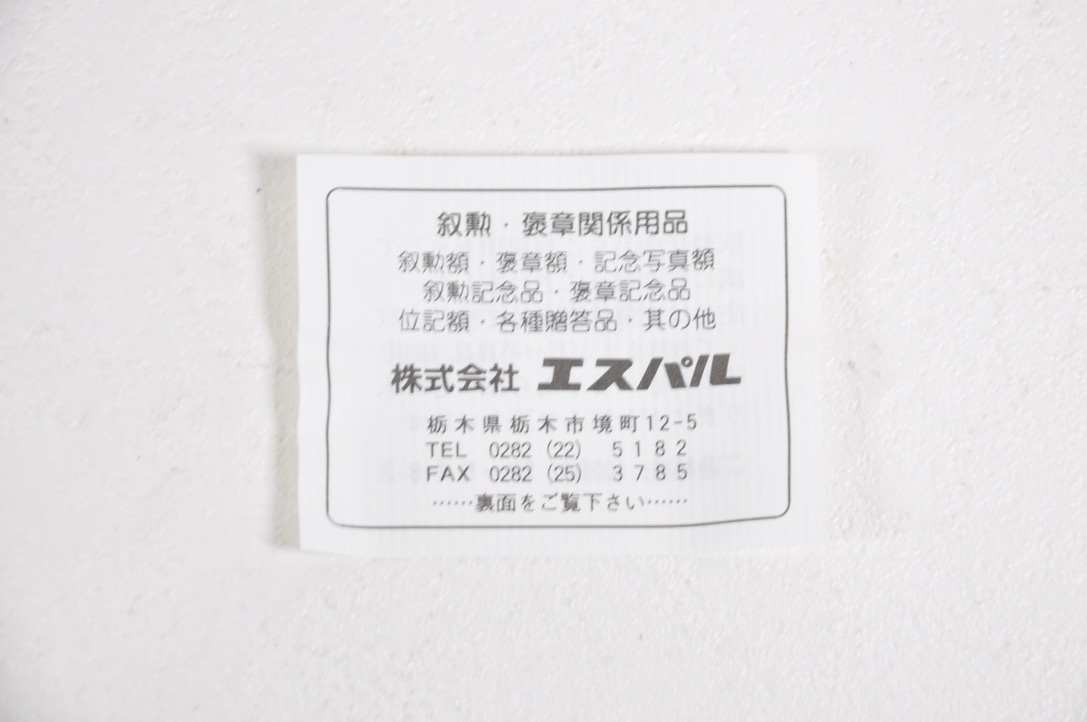 叙勲・褒章関係用品
叙勲額・褒章額・記念写真額
叙勲記念品・褒章記念品
位記額・各種贈答品・其の他
株式会社 エスパル
栃木県栃木市境町12-5
TEL 0282 (22) 5182
FAX 0282 (25) 3785
……裏面をご覧下さい……